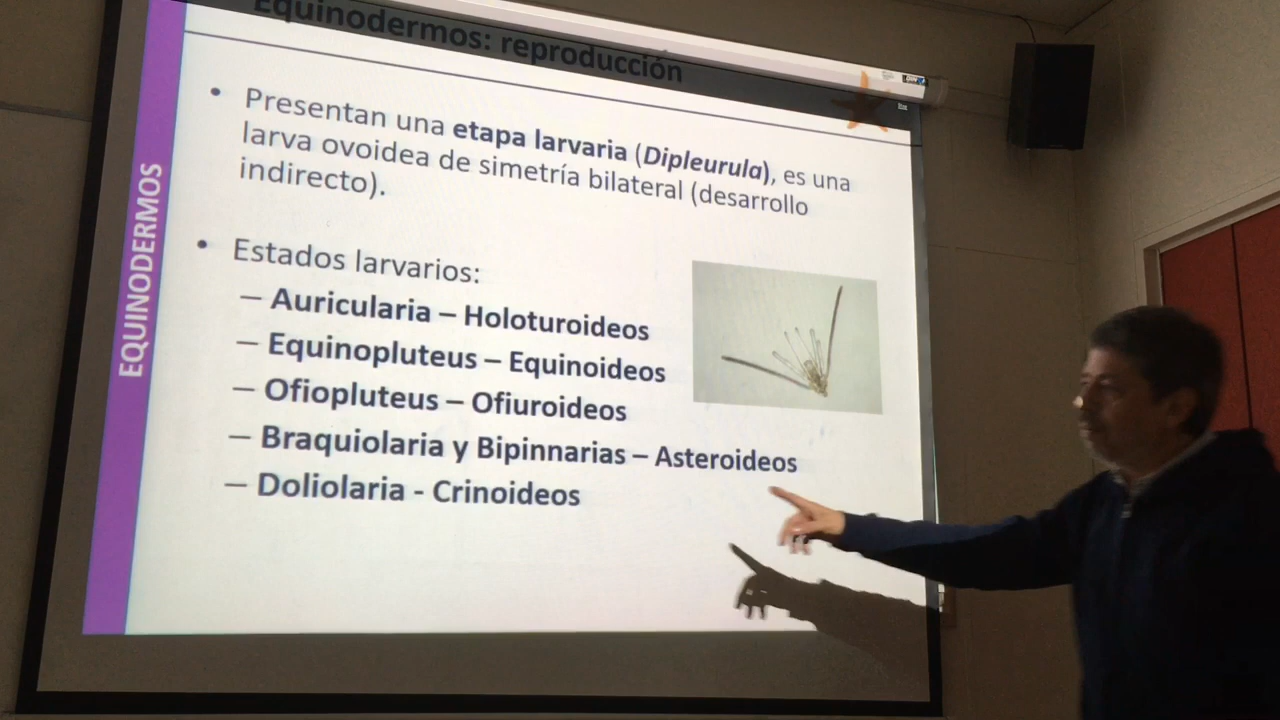 Equinodermos: reproducción
• Presentan una etapa larvaria (Dipleurula), es una
larva ovoidea de simetría bilateral (desarrollo
indirecto).
• Estados larvarios:
– Auricularia – Holoturoideos
– Equinopluteus – Equinoideos
– Ofiopluteus – Ofiuroideos
– Braquiolaria y Bipinnarias – Asteroideos
– Doliolaria - Crinoideos
EQUINODERMOS